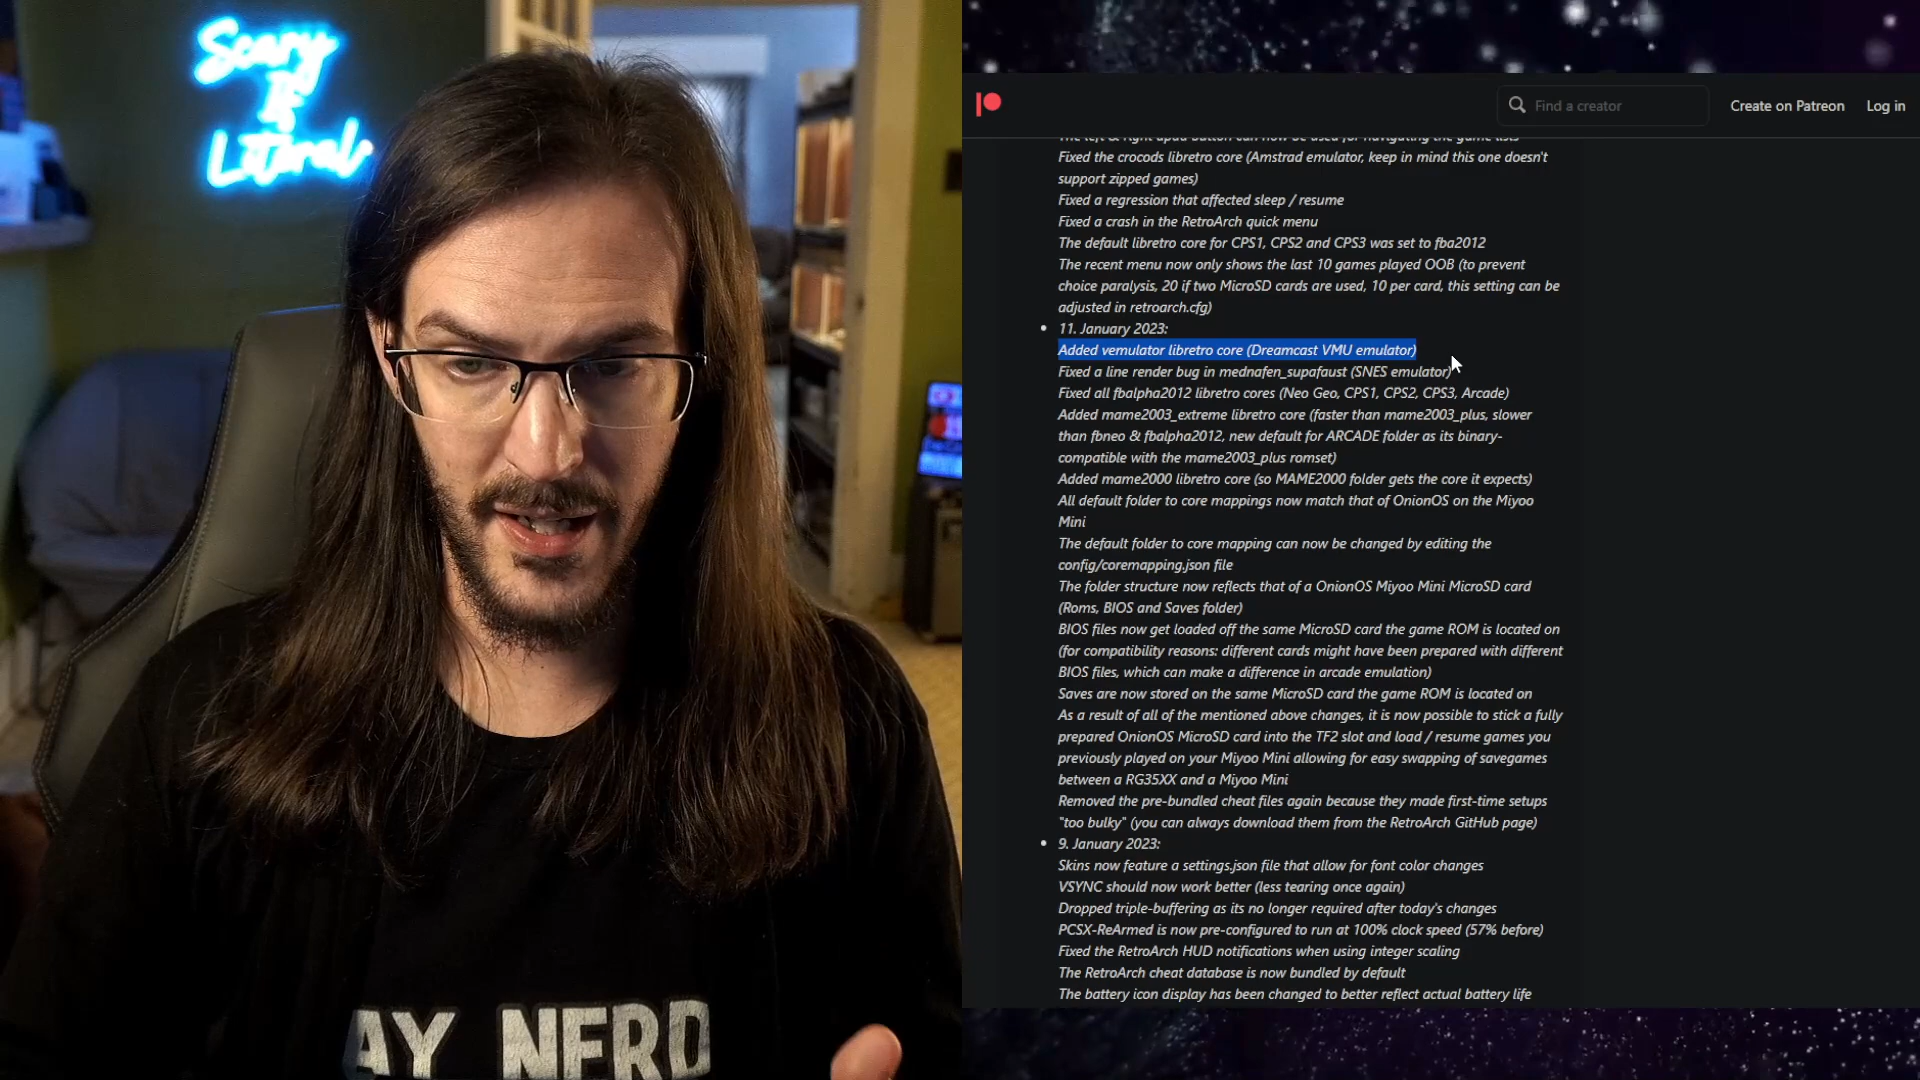 Scary
Is
Literal
AY NERD
Find a creator
Create on Patreon
Log in
The left & right dpad button can now be used for navigating the game lists
Fixed the crocods libretro core (Amstrad emulator, keep in mind this one doesn't
support zipped games)
Fixed a regression that affected sleep / resume
Fixed a crash in the RetroArch quick menu
The default libretro core for CPS1, CPS2 and CPS3 was set to fba2012
The recent menu now only shows the last 10 games played OOB (to prevent
choice paralysis, 20 if two MicroSD cards are used, 10 per card, this setting can be
adjusted in retroarch.cfg)
• 11. January 2023:
Added vemulator libretro core (Dreamcast VMU emulator)
Fixed a line render bug in mednafen_supafaust (SNES emulator)
Fixed all fbalpha2012 libretro cores (Neo Geo, CPS1, CPS2, CPS3, Arcade)
Added mame2003_extreme libretro core (faster than mame2003_plus, slower
than fbneo & fbalpha2012, new default for ARCADE folder as its binary-
compatible with the mame2003_plus romset)
Added mame2000 libretro core (so MAME2000 folder gets the core it expects)
All default folder to core mappings now match that of OnionOS on the Miyoo
Mini
The default folder to core mapping can now be changed by editing the
config/coremapping.json file
The folder structure now reflects that of a OnionOS Miyoo Mini MicroSD card
(Roms, BIOS and Saves folder)
BIOS files now get loaded off the same MicroSD card the game ROM is located on
(for compatibility reasons: different cards might have been prepared with different
BIOS files, which can make a difference in arcade emulation)
Saves are now stored on the same MicroSD card the game ROM is located on
As a result of all of the mentioned above changes, it is now possible to stick a fully
prepared OnionOS MicroSD card into the TF2 slot and load / resume games you
previously played on your Miyoo Mini allowing for easy swapping of savegames
between a RG35XX and a Miyoo Mini
Removed the pre-bundled cheat files again because they made first-time setups
"too bulky" (you can always download them from the RetroArch GitHub page)
• 9. January 2023:
Skins now feature a settings.json file that allow for font color changes
VSYNC should now work better (less tearing once again)
Dropped triple-buffering as its no longer required after today's changes
PCSX-ReArmed is now pre-configured to run at 100% clock speed (57% before)
Fixed the RetroArch HUD notifications when using integer scaling
The RetroArch cheat database is now bundled by default
The battery icon display has been changed to better reflect actual battery life